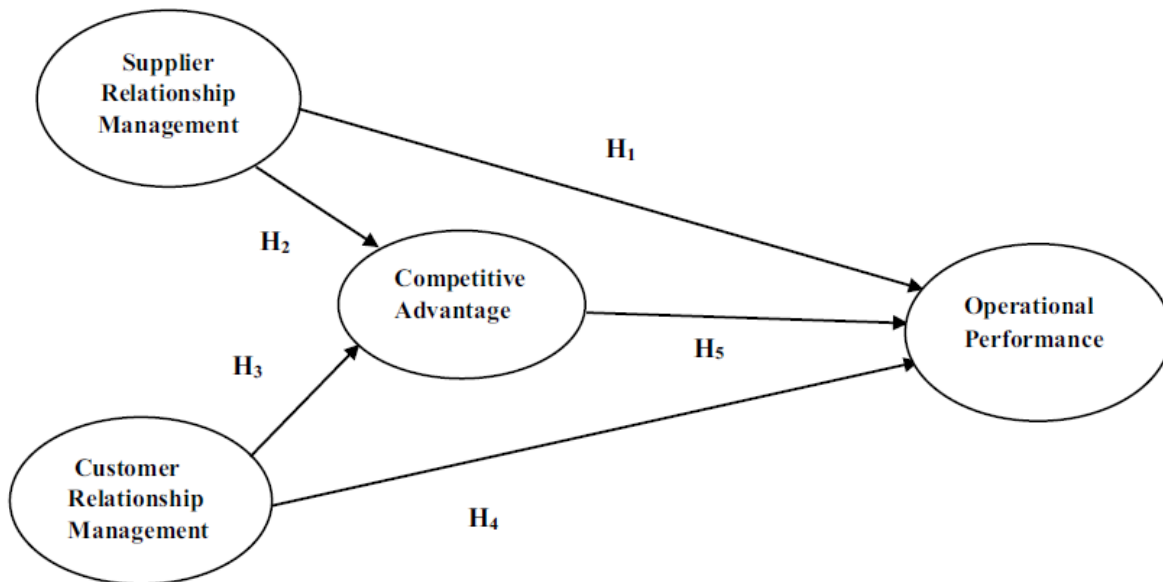 Supplier
Relationship
Management
H₁
H₂
Competitive
Advantage
Operational
Performance
H₅
H₃
Customer
Relationship
Management
H₄